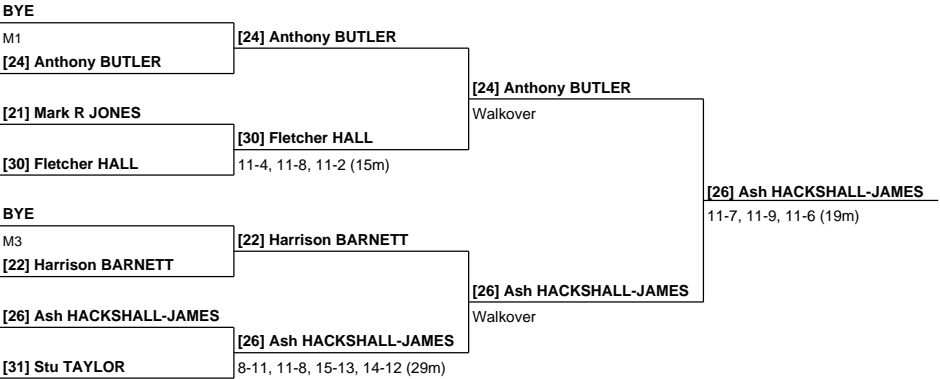 BYE
M1
[24] Anthony BUTLER
[24] Anthony BUTLER
[21] Mark R JONES
[30] Fletcher HALL
[30] Fletcher HALL
11-4, 11-8, 11-2 (15m)
[24] Anthony BUTLER
Walkover
BYE
M3
[22] Harrison BARNETT
[22] Harrison BARNETT
[26] Ash HACKSHALL-JAMES
[31] Stu TAYLOR
[26] Ash HACKSHALL-JAMES
8-11, 11-8, 15-13, 14-12 (29m)
[26] Ash HACKSHALL-JAMES
Walkover
[26] Ash HACKSHALL-JAMES
11-7, 11-9, 11-6 (19m)